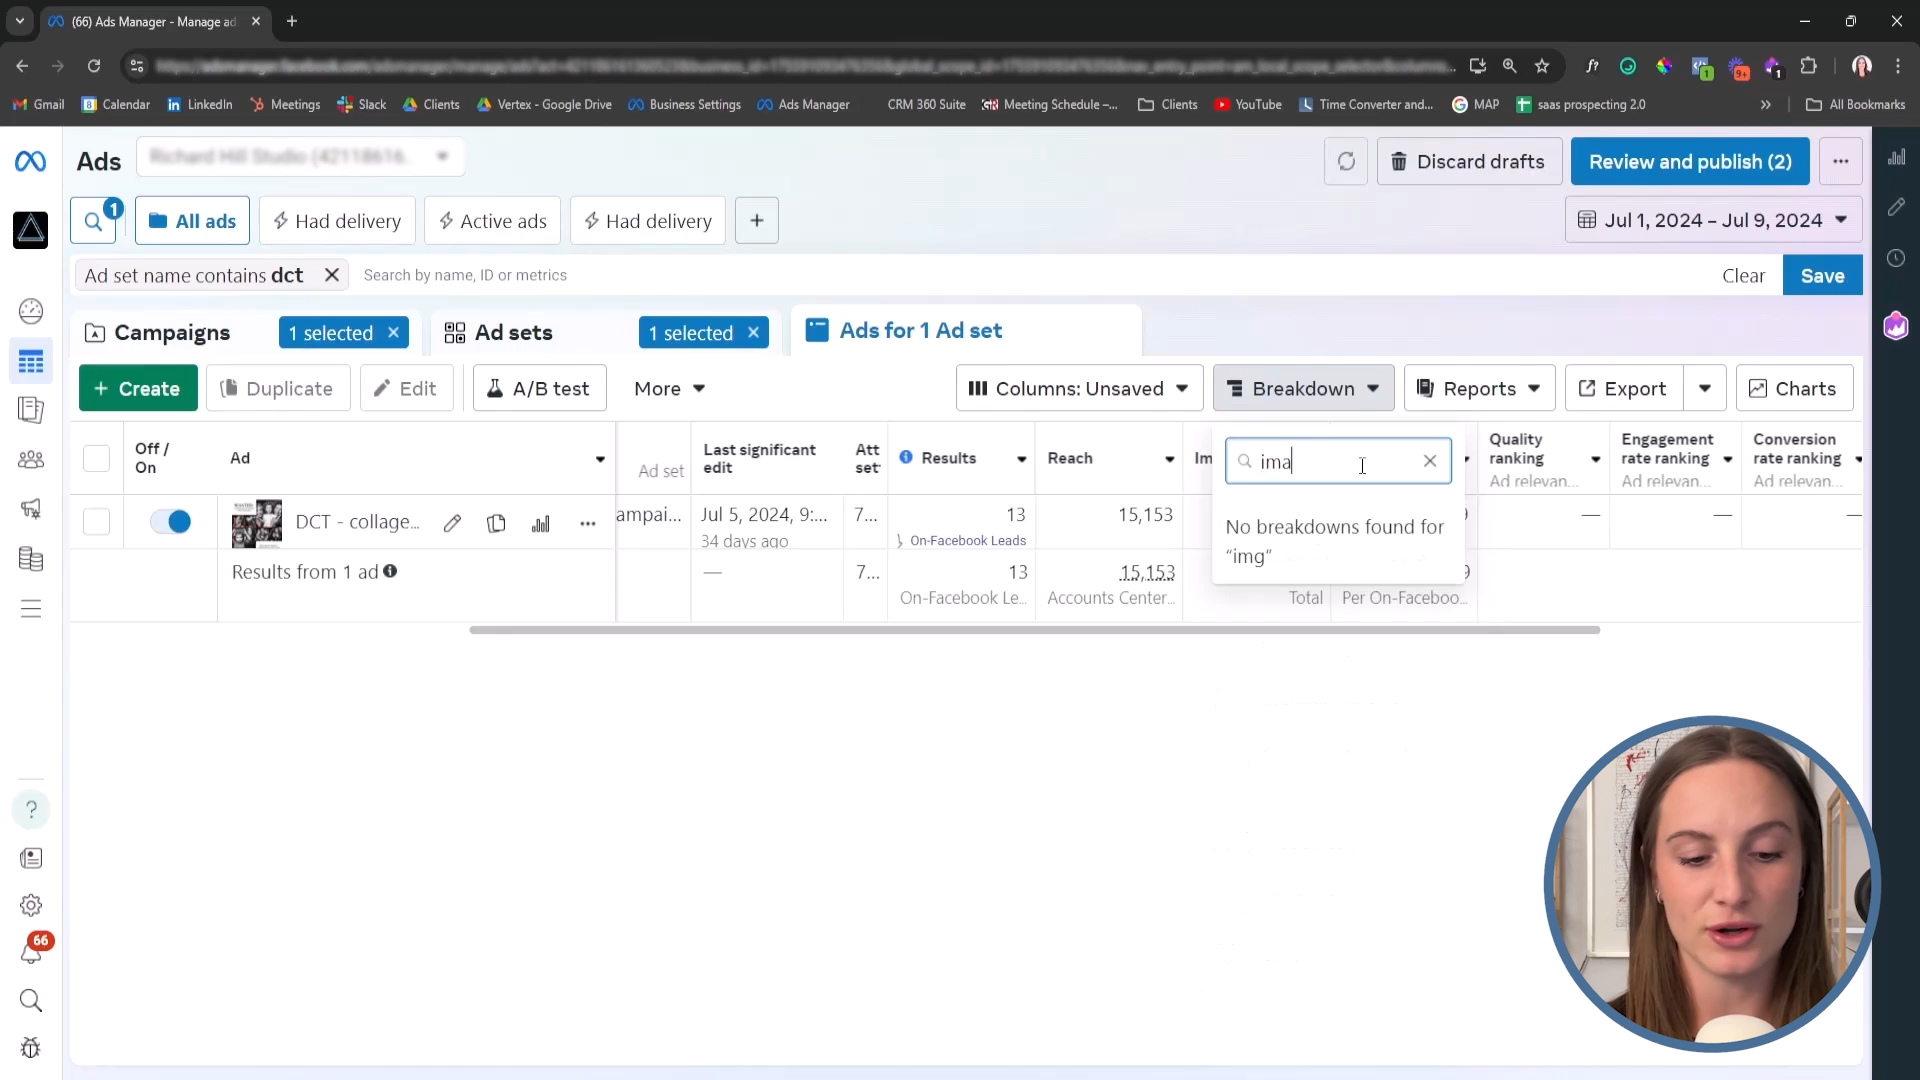 (66) Ads Manager - Manage ad
Gmail
Calendar
LinkedIn
Meetings
Slack
Clients
Vertex - Google Drive
Business Settings
Ads Manager
CRM 360 Suite
Meeting Schedule –...
Clients
YouTube
Time Converter and...
MAP
saas prospecting 2.0
All Bookmarks
Ads
Discard drafts
Review and publish (2)
1
All ads
Had delivery
Active ads
Had delivery
Jul 1, 2024 – Jul 9, 2024
Ad set name contains dct
Search by name, ID or metrics
Clear
Save
Campaigns
1 selected
Ad sets
1 selected
Ads for 1 Ad set
Create
Duplicate
Edit
A/B test
More
Columns: Unsaved
Breakdown
Reports
Export
Charts
Off / On
Ad
Ad set
Last significant edit
Att set
Results
Reach
Im
ima
No breakdowns found for
“img”
Quality ranking
Ad relevan...
Engagement rate ranking
Ad relevan...
Conversion rate ranking
Ad relevan...
DCT - collage...
ampai...
Jul 5, 2024, 9:...
34 days ago
7...
13
On-Facebook Leads
15,153
—
—
—
Results from 1 ad
—
7...
13
On-Facebook Le...
15,153
Accounts Center...
Total
9
Per On-Faceboo...
66